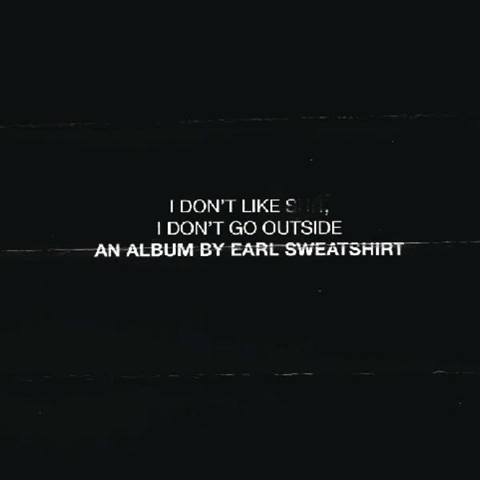 I DON'T LIKE S
I DON'T GO OUTSIDE
AN ALBUM BY EARL SWEATSHIRT